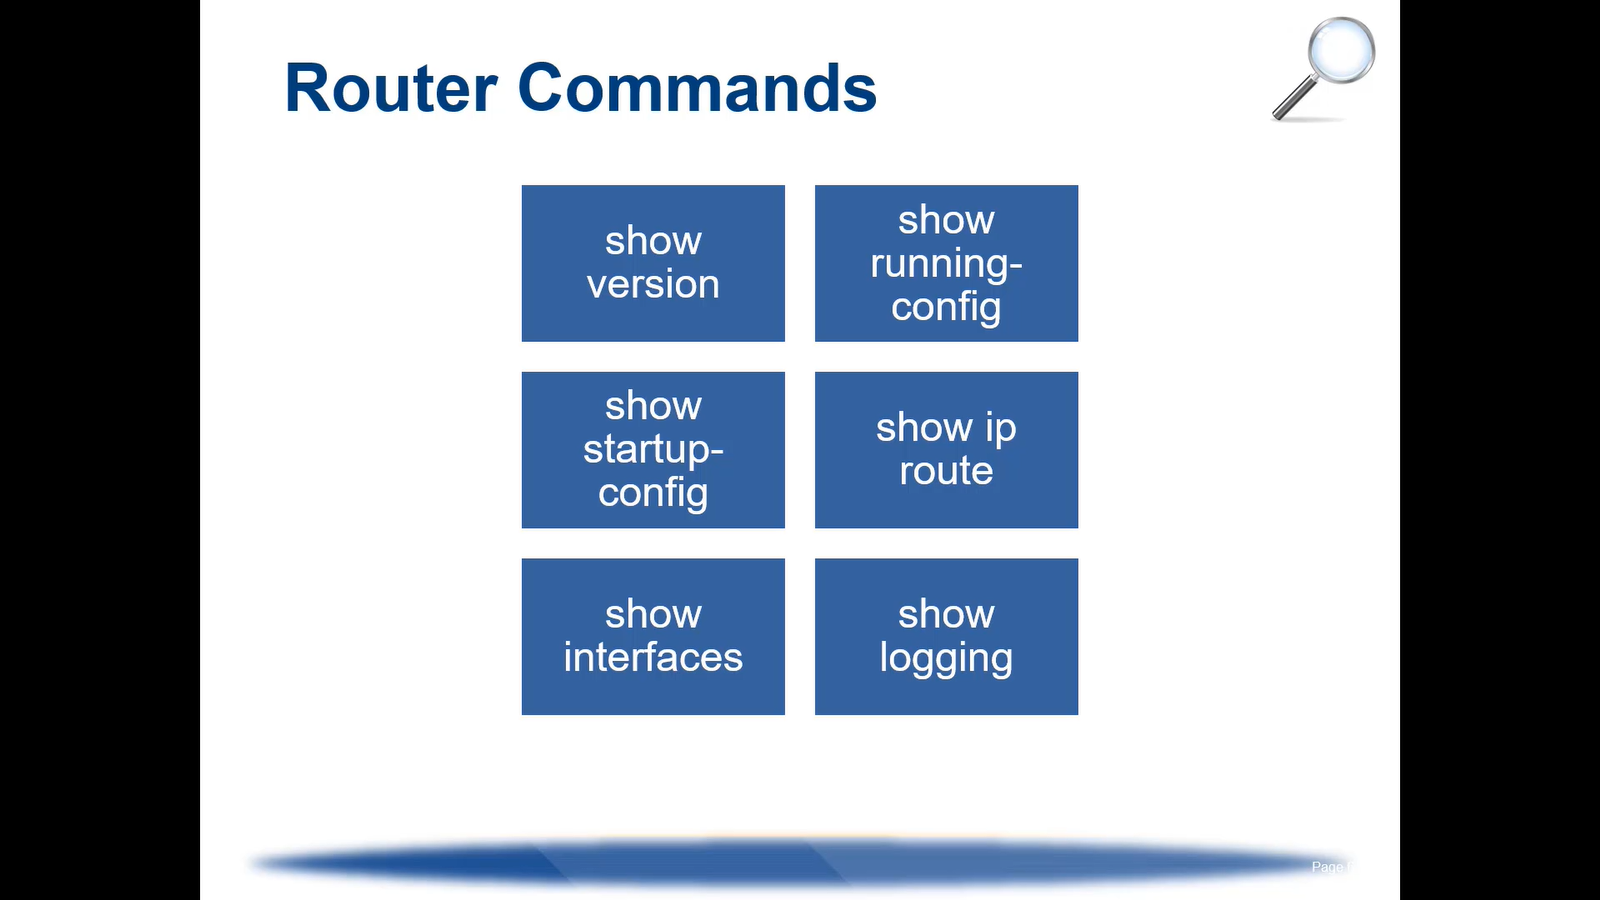 Router Commands
show
version
show
running-
config
show
startup-
config
show ip
route
show
interfaces
show
logging
Page